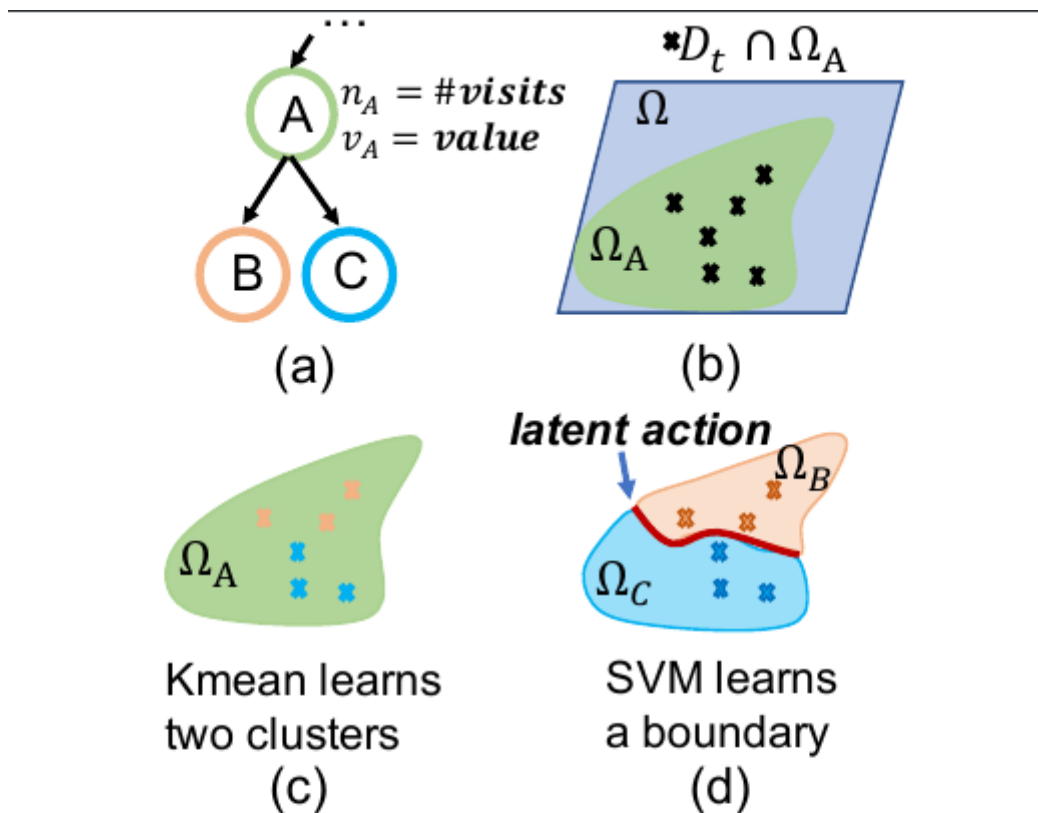 ...
A
n_A = #visits
v_A = value
B
C
(a)
D_t ∩ Ω_A
Ω
Ω_A
(b)
Ω_A
Kmean learns
two clusters
(c)
latent action
Ω_B
Ω_C
SVM learns
a boundary
(d)